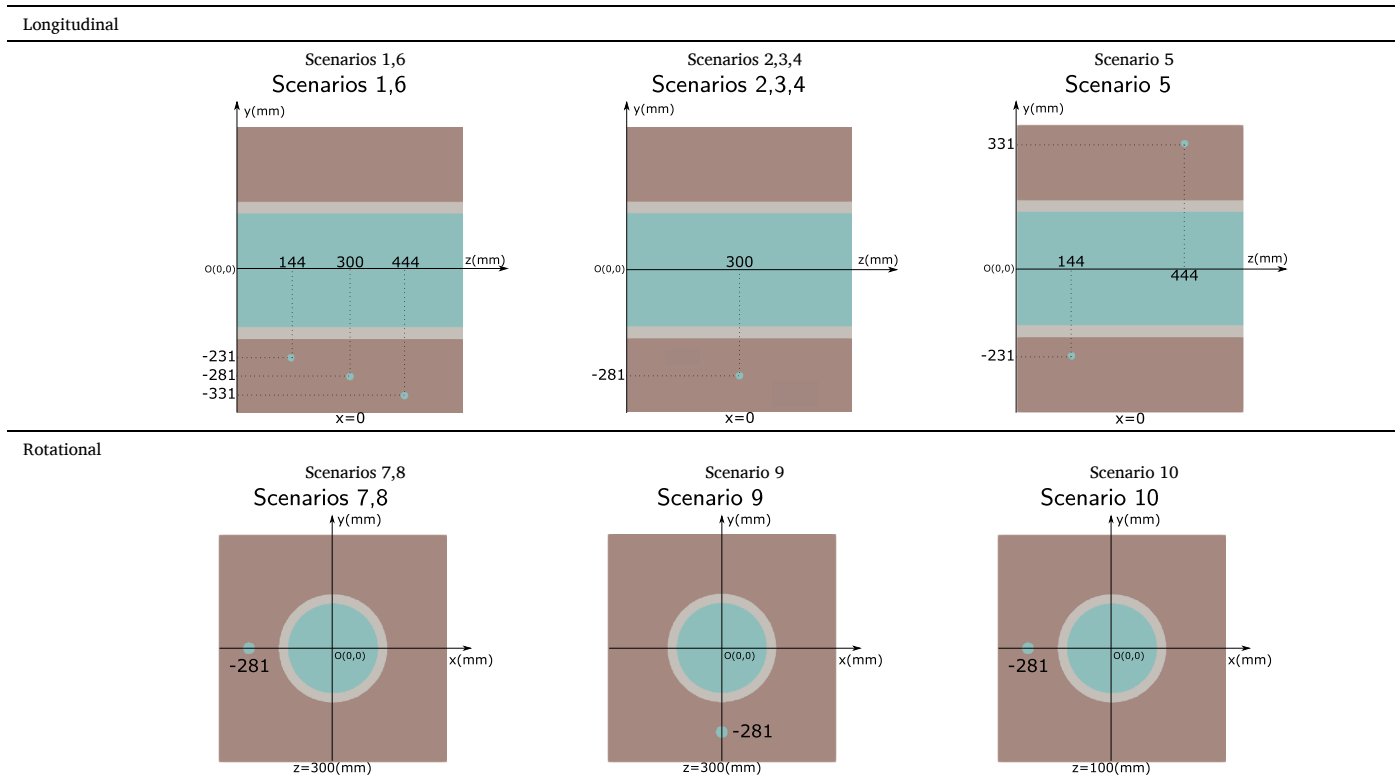 Longitudinal
Scenarios 1,6
Scenarios 2,3,4
Scenario 5
Scenarios 1,6
Scenarios 2,3,4
Scenario 5
y(mm)
O(0,0)
144
300
444
z(mm)
-231
-281
-331
x=0
y(mm)
O(0,0)
300
z(mm)
-281
x=0
y(mm)
331
O(0,0)
144
444
z(mm)
-231
x=0
Rotational
Scenarios 7,8
Scenario 9
Scenario 10
Scenarios 7,8
Scenario 9
Scenario 10
y(mm)
O(0,0)
x(mm)
-281
z=300(mm)
y(mm)
O(0,0)
x(mm)
-281
z=300(mm)
y(mm)
O(0,0)
x(mm)
-281
z=100(mm)